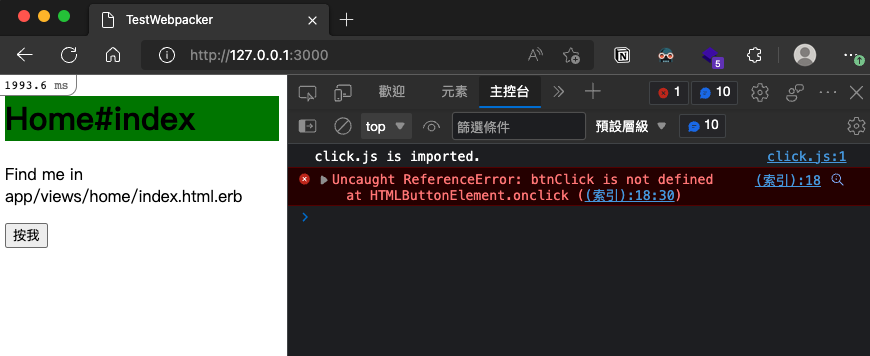 TestWebpacker
http://127.0.0.1:3000
5
1993.6 ms
Home#index
Find me in
app/views/home/index.html.erb
按我
歡迎
元素
主控台
1
10
top
篩選條件
預設層級
10
click.js is imported.
click.js:1
Uncaught ReferenceError: btnClick is not defined
(索引):18
at HTMLButtonElement.onclick ((索引):18:30)